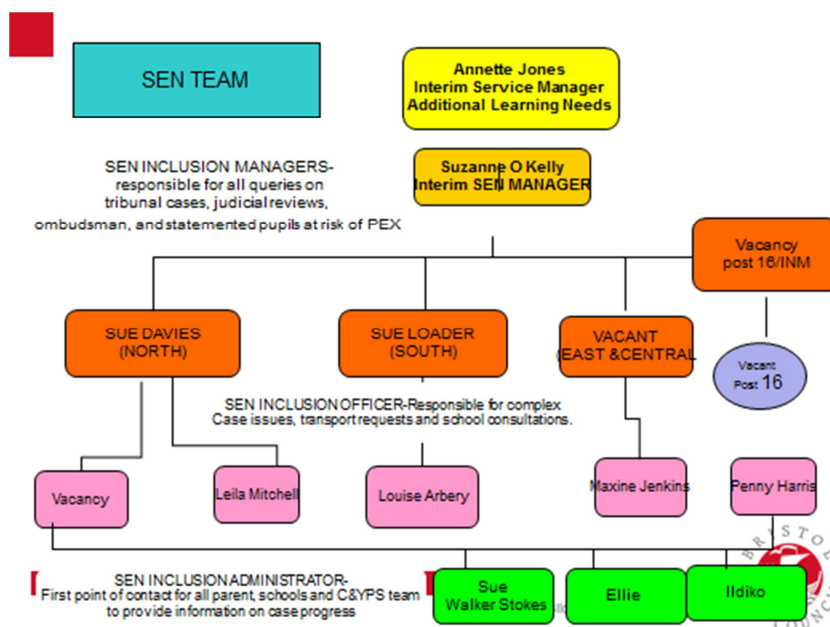 SEN TEAM
Annette Jones
Interim Service Manager
Additional Learning Needs
SEN INCLUSION MANAGERS-
responsible for all queries on
tribunal cases, judicial reviews,
ombudsman, and statemented pupils at risk of PEX
Suzanne O Kelly
Interim SEN MANAGER
Vacancy
post 16/INM
SUE DAVIES
(NORTH)
SUE LOADER
(SOUTH)
VACANT
(EAST &CENTRAL
Vacant
Post 16
SEN INCLUSION OFFICER-Responsible for complex
Case issues, transport requests and school consultations.
Vacancy
Leila Mitchell
Louise Arbery
Maxine Jenkins
Penny Harris
SEN INCLUSION ADMINISTRATOR-
First point of contact for all parent, schools and C&YPS team
to provide information on case progress
Sue
Walker Stokes
Ellie
Ildiko
BRISTOL
COUNCIL